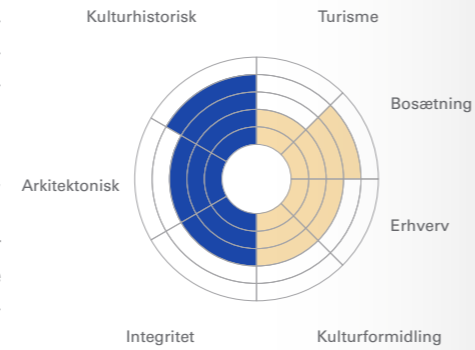 Kulturhistorisk
Turisme
Bosætning
Arkitektonisk
Erhverv
Integritet
Kulturformidling